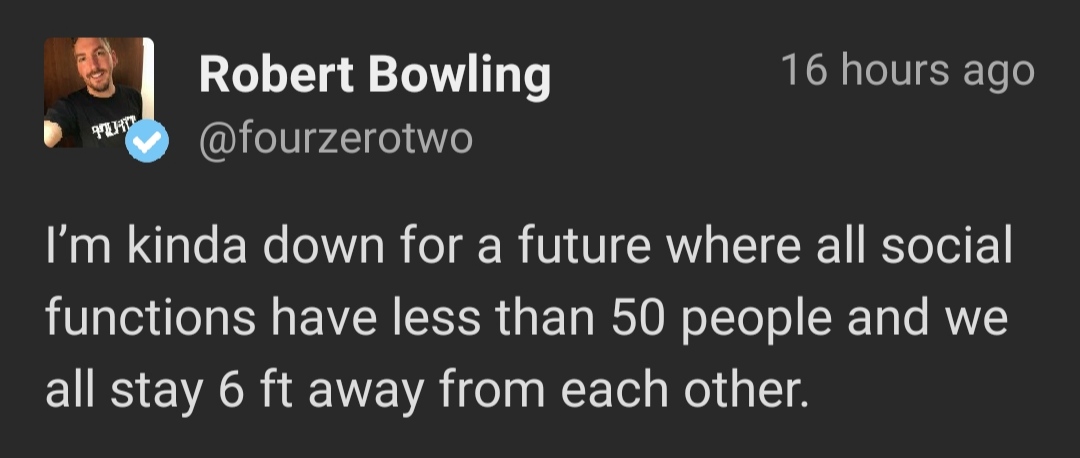 Robert Bowling
16 hours ago
@fourzerotwo
I’m kinda down for a future where all social
functions have less than 50 people and we
all stay 6 ft away from each other.